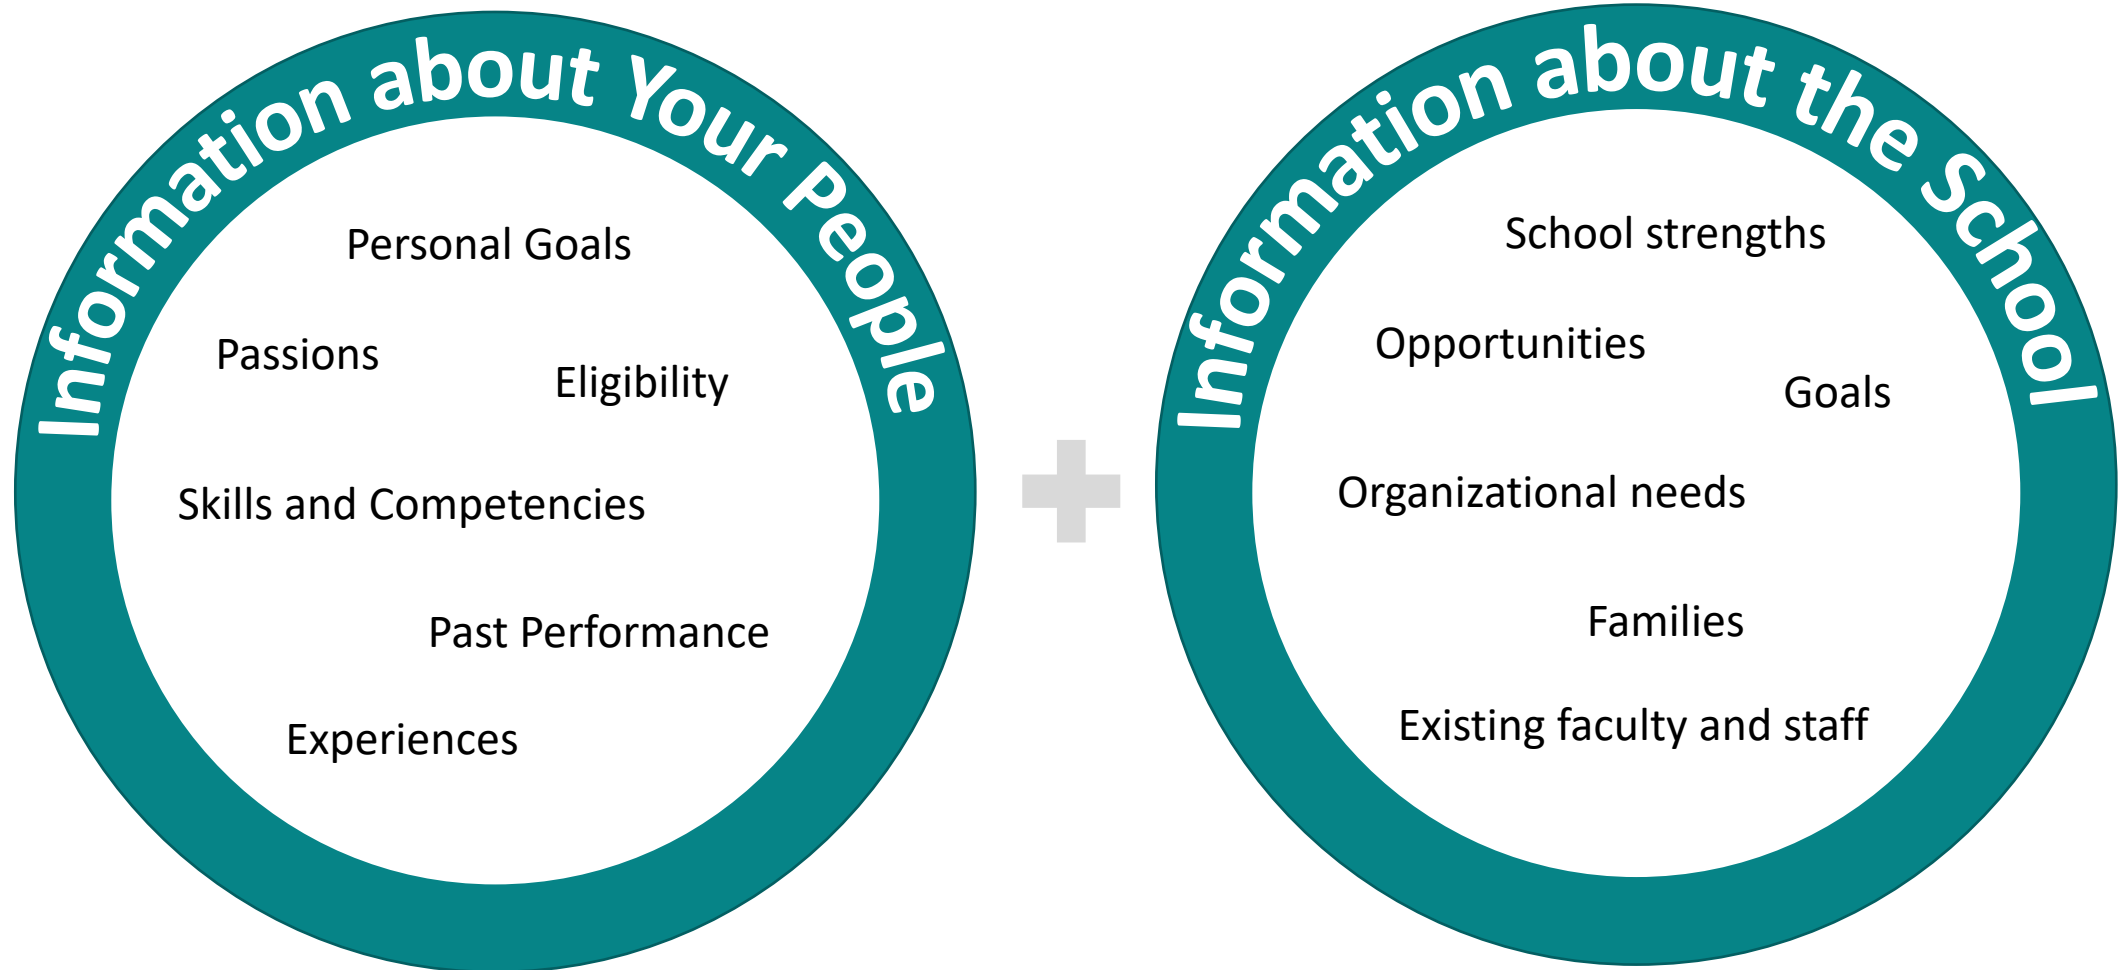 Information about Your People
Personal Goals
Passions
Eligibility
Skills and Competencies
Past Performance
Experiences
Information about the School
School strengths
Opportunities
Goals
Organizational needs
Families
Existing faculty and staff